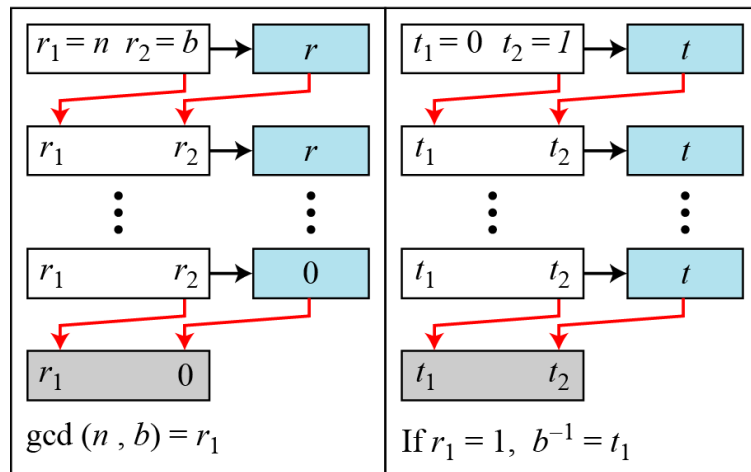 r₁ = n r₂ = b r
r₁ r₂ r
r₁ r₂ 0
r₁ 0
gcd (n , b) = r₁
t₁ = 0 t₂ = 1 t
t₁ t₂ t
t₁ t₂ t
t₁ t₂
If r₁ = 1, b⁻¹ = t₁